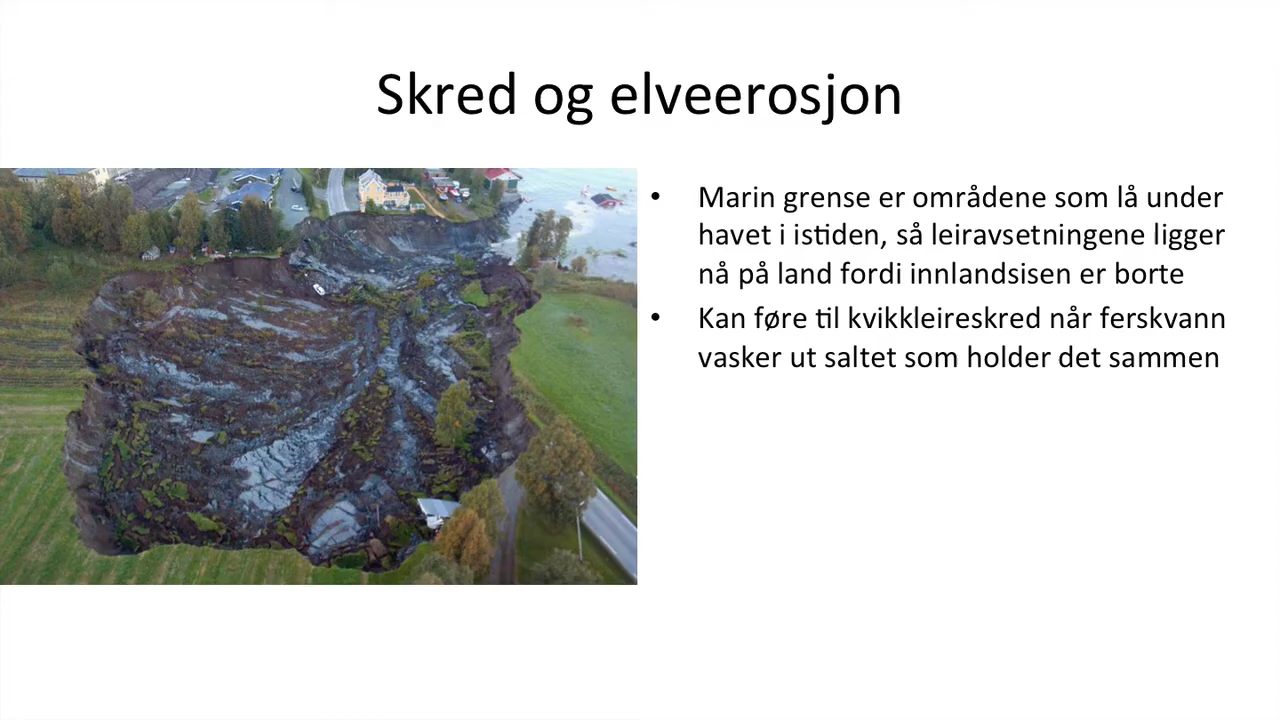 Skred og elveerosjon
• Marin grense er områdene som lå under
havet i istiden, så leiravsetningene ligger
nå på land fordi innlandsisen er borte
• Kan føre til kvikkleireskred når ferskvann
vasker ut saltet som holder det sammen